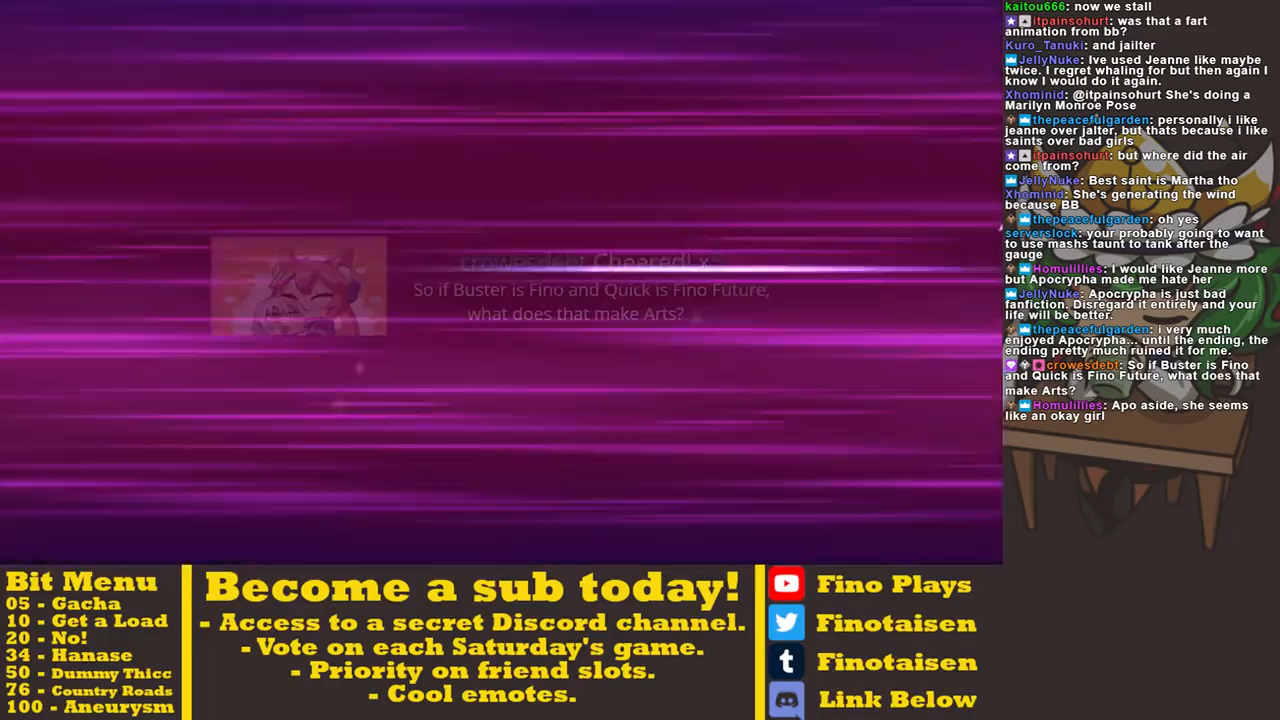 crowesdebt Cheered! x
So if Buster is Fino and Quick is Fino Future,
what does that make Arts?
kaitou666: now we stall
itpainsohurt: was that a fart
animation from bb?
Kuro_Tanuki: and jailter
JellyNuke: Ive used Jeanne like maybe
twice. I regret whaling for but then again I
know I would do it again.
Xhominid: @itpainsohurt She's doing a
Marilyn Monroe Pose
thepeacefulgarden: personally i like
jeanne over jalter, but thats because i like
saints over bad girls
itpainsohurt: but where did the air
come from?
JellyNuke: Best saint is Martha tho
Xhominid: She's generating the wind
because BB
thepeacefulgarden: oh yes
serverslock: your probably going to want
to use mashs taunt to tank after the
gauge
Homulillies: I would like Jeanne more
but Apocrypha made me hate her
JellyNuke: Apocrypha is just bad
fanfiction. Disregard it entirely and your
life will be better.
thepeacefulgarden: i very much
enjoyed Apocrypha... until the ending, the
ending pretty much ruined it for me.
crowesdebt: So if Buster is Fino
and Quick is Fino Future, what does that
make Arts?
Homulillies: Apo aside, she seems
like an okay girl
Bit Menu
05 - Gacha
10 - Get a Load
20 - No!
34 - Hanase
50 - Dummy Thicc
76 - Country Roads
100 - Aneurysm
Become a sub today!
- Access to a secret Discord channel.
- Vote on each Saturday's game.
- Priority on friend slots.
- Cool emotes.
Fino Plays
Finotaisen
Finotaisen
Link Below